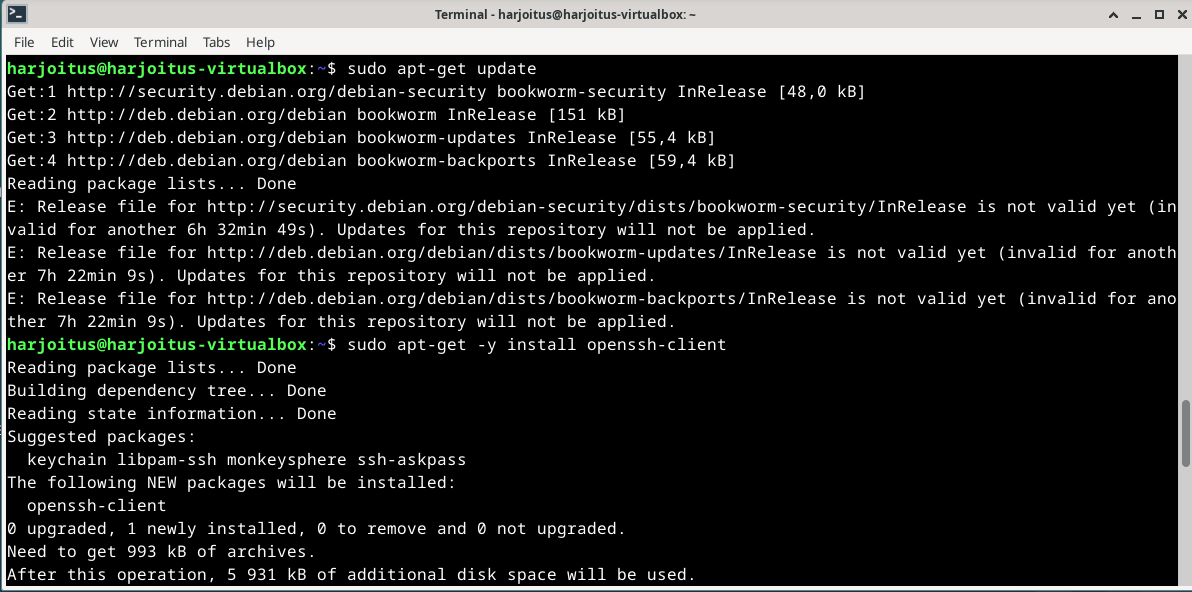 Terminal - harjoitus@harjoitus-virtualbox: ~
File Edit View Terminal Tabs Help
harjoitus@harjoitus-virtualbox:~$ sudo apt-get update
Get:1 http://security.debian.org/debian-security bookworm-security InRelease [48,0 kB]
Get:2 http://deb.debian.org/debian bookworm InRelease [151 kB]
Get:3 http://deb.debian.org/debian bookworm-updates InRelease [55,4 kB]
Get:4 http://deb.debian.org/debian bookworm-backports InRelease [59,4 kB]
Reading package lists... Done
E: Release file for http://security.debian.org/debian-security/dists/bookworm-security/InRelease is not valid yet (in
valid for another 6h 32min 49s). Updates for this repository will not be applied.
E: Release file for http://deb.debian.org/debian/dists/bookworm-updates/InRelease is not valid yet (invalid for anoth
er 7h 22min 9s). Updates for this repository will not be applied.
E: Release file for http://deb.debian.org/debian/dists/bookworm-backports/InRelease is not valid yet (invalid for ano
ther 7h 22min 9s). Updates for this repository will not be applied.
harjoitus@harjoitus-virtualbox:~$ sudo apt-get -y install openssh-client
Reading package lists... Done
Building dependency tree... Done
Reading state information... Done
Suggested packages:
  keychain libpam-ssh monkeysphere ssh-askpass
The following NEW packages will be installed:
  openssh-client
0 upgraded, 1 newly installed, 0 to remove and 0 not upgraded.
Need to get 993 kB of archives.
After this operation, 5 931 kB of additional disk space will be used.